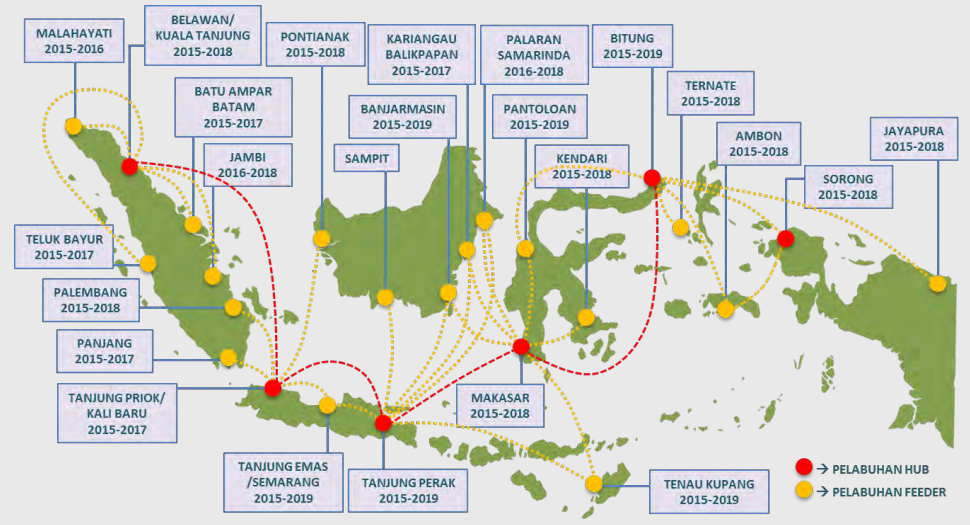 MALAHAYATI
2015-2016
BELAWAN/
KUALA TANJUNG
2015-2018
PONTIANAK
2015-2018
KARIANGAU
BALIKPAPAN
2015-2017
PALARAN
SAMARINDA
2016-2018
BITUNG
2015-2019
TERNATE
2015-2018
BATU AMPAR
BATAM
2015-2017
BANJARMASIN
2015-2019
PANTOLOAN
2015-2019
AMBON
2015-2018
JAYAPURA
2015-2018
JAMBI
2016-2018
SAMPIT
KENDARI
2015-2018
SORONG
2015-2018
TELUK BAYUR
2015-2017
PALEMBANG
2015-2018
PANJANG
2015-2017
TANJUNG PRIOK/
KALI BARU
2015-2017
MAKASAR
2015-2018
TANJUNG EMAS
/SEMARANG
2015-2019
TANJUNG PERAK
2015-2019
TENAU KUPANG
2015-2019
→ PELABUHAN HUB
→ PELABUHAN FEEDER